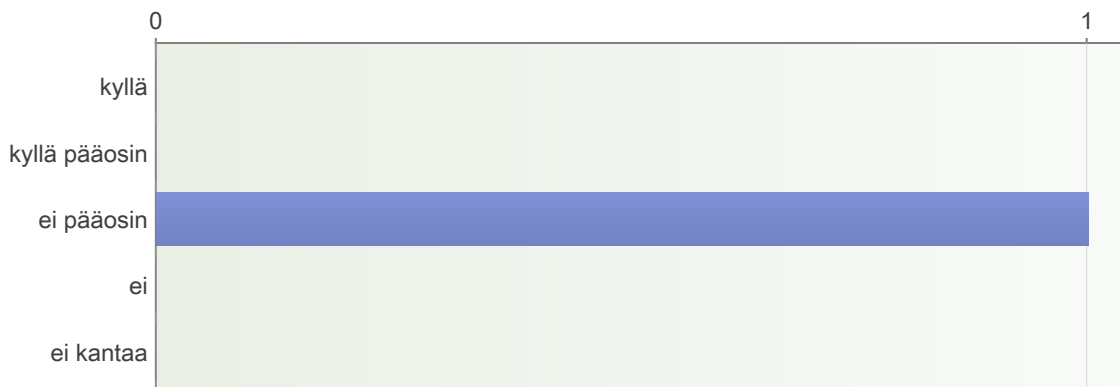 0 1
kyllä
kyllä pääosin
ei pääosin
ei
ei kantaa